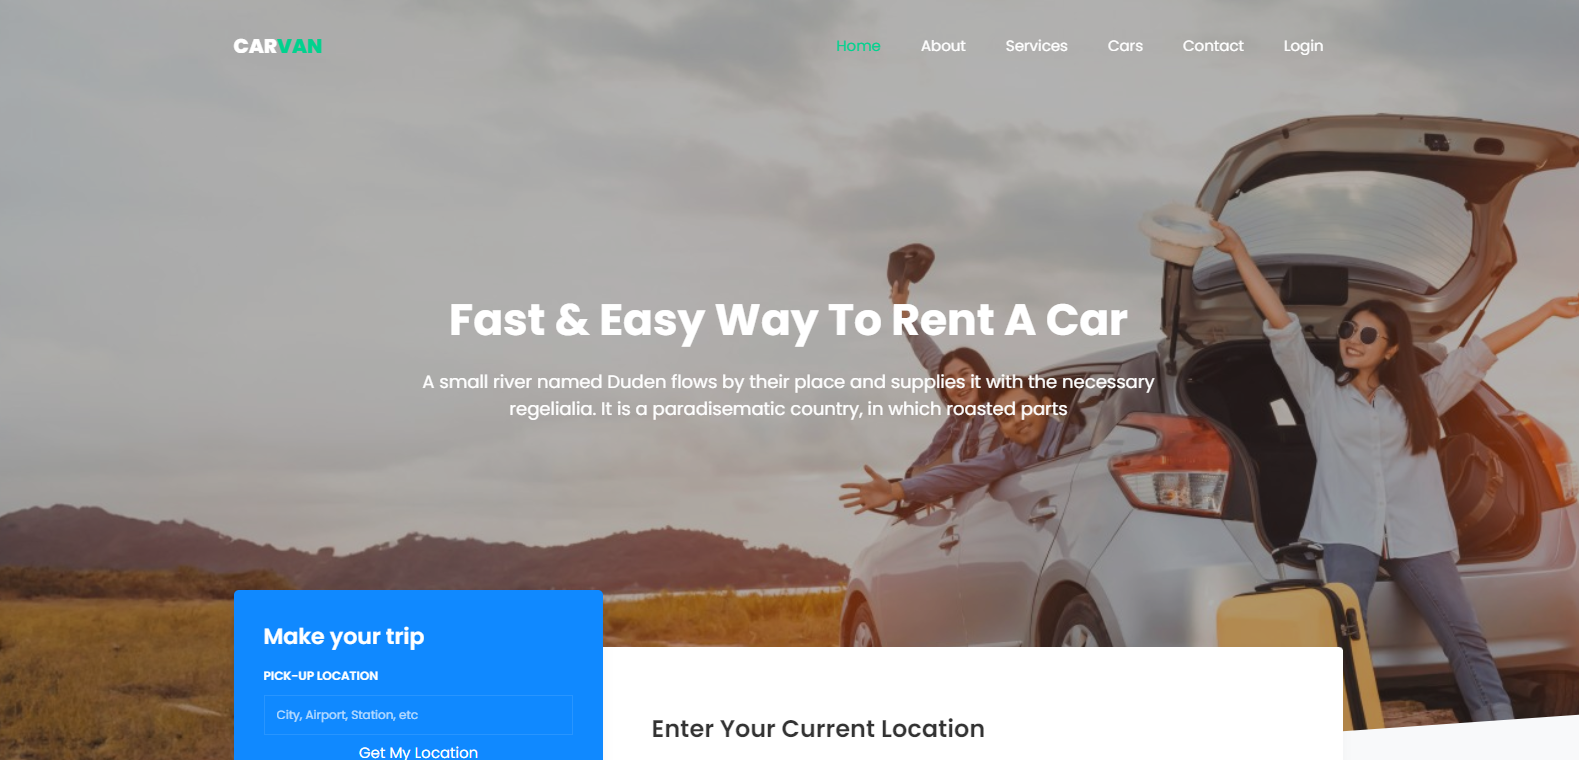 CARVAN
Home About Services Cars Contact Login
Fast & Easy Way To Rent A Car
A small river named Duden flows by their place and supplies it with the necessary
regelialia. It is a paradisematic country, in which roasted parts
Make your trip
PICK-UP LOCATION
City, Airport, Station, etc
Get My Location
Enter Your Current Location